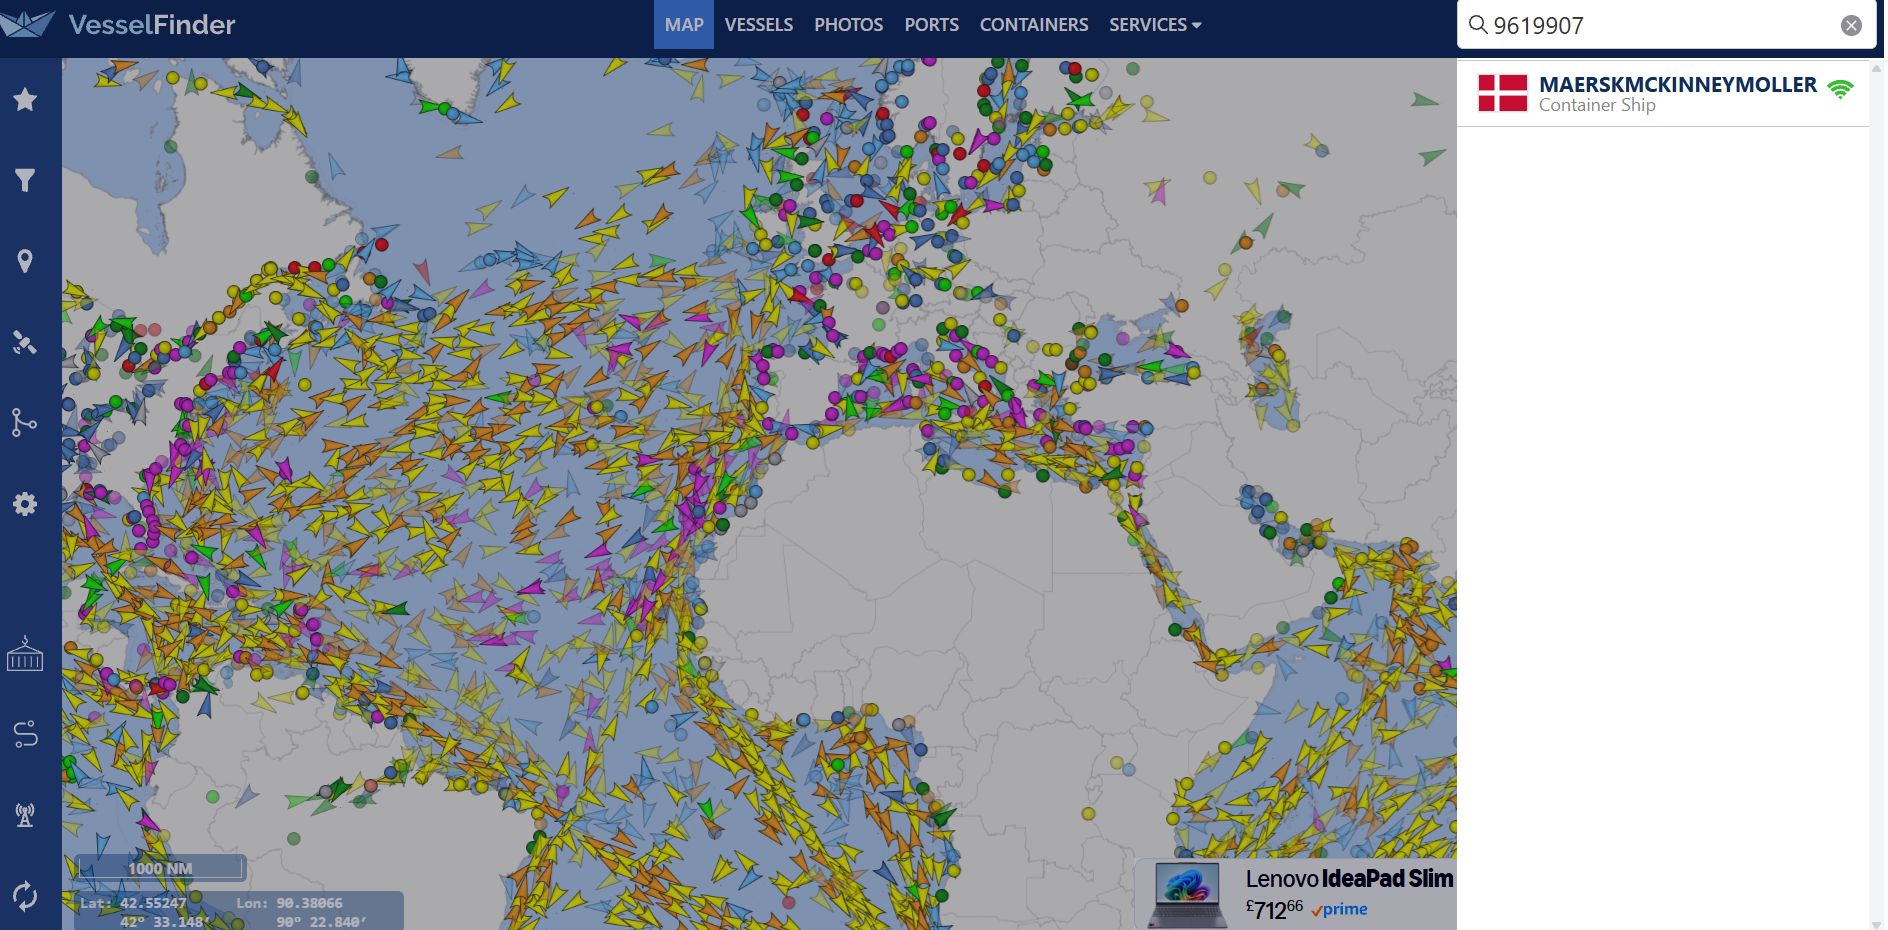 VesselFinder
MAP VESSELS PHOTOS PORTS CONTAINERS SERVICES
9619907
MAERSKMCKINNEYMOLLER
Container Ship
1000 NM
Lat: 42.55247 Lon: 90.38066
42° 33.148′ 90° 22.840′
Lenovo IdeaPad Slim
£71266 prime